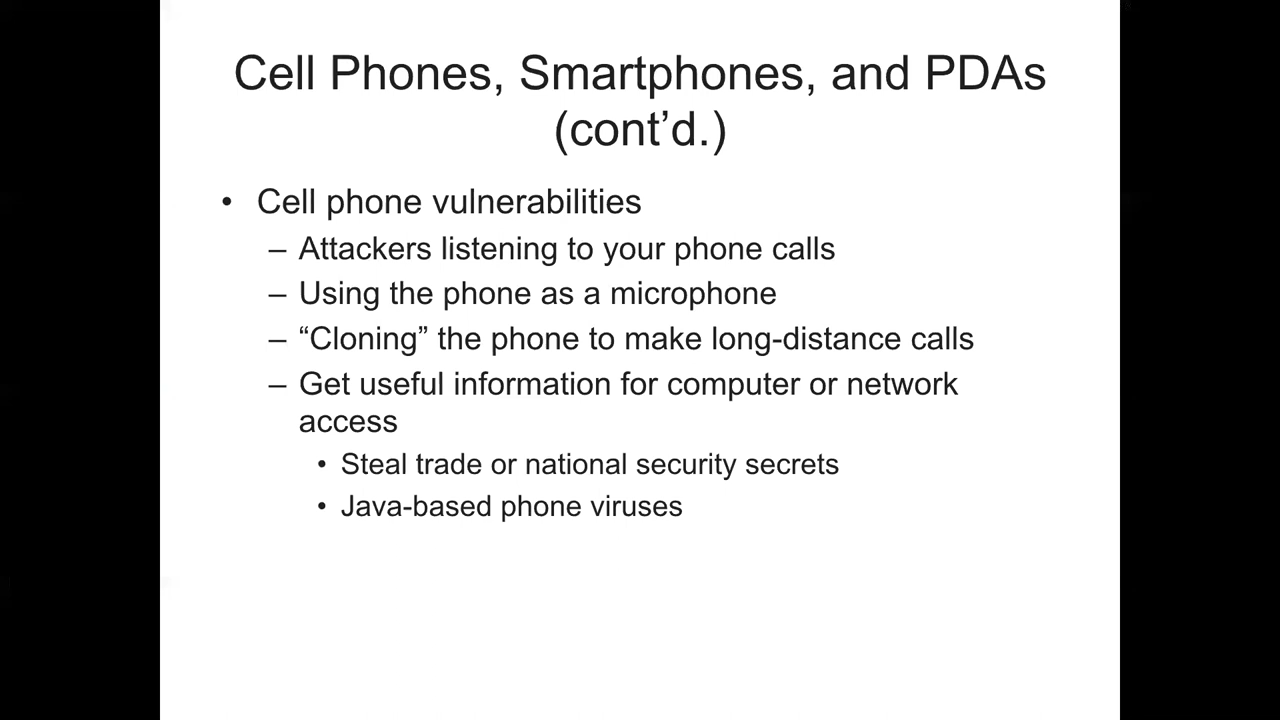 Cell Phones, Smartphones, and PDAs
(cont’d.)
• Cell phone vulnerabilities
– Attackers listening to your phone calls
– Using the phone as a microphone
– “Cloning” the phone to make long-distance calls
– Get useful information for computer or network
access
• Steal trade or national security secrets
• Java-based phone viruses